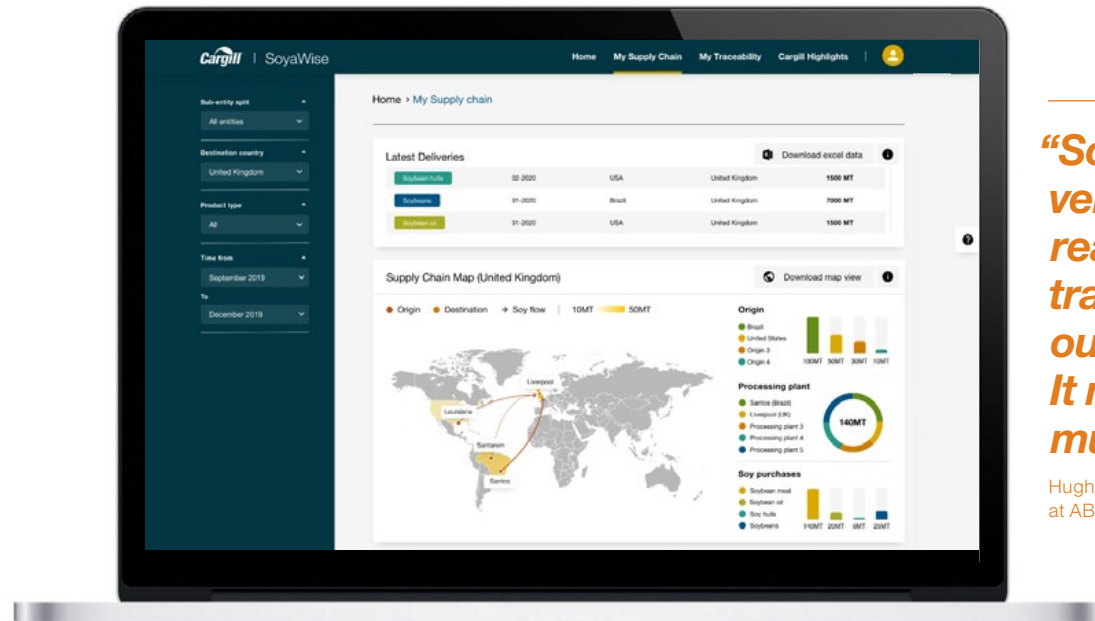 Cargill | SoyaWise
Home My Supply Chain My Traceability Cargill Highlights |
Sub-entity split
All entities
Destination country
United Kingdom
Product type
All
Time from
September 2019
To
December 2019
Home > My Supply chain
Latest Deliveries
Download excel data
Soybean hulls 02-2020 USA United Kingdom 1500 MT
Soybeans 01-2020 Brazil United Kingdom 7000 MT
Soybean oil 01-2020 USA United Kingdom 1500 MT
Supply Chain Map (United Kingdom)
Download map view
Origin Destination → Soy flow | 10MT 50MT
Liverpool
Louisiana
Santarem
Santos
Origin
Brazil
United States
Origin 3
Origin 4
100MT 50MT 30MT 10MT
Processing plant
Santos (Brazil)
Liverpool (UK)
Processing plant 3
Processing plant 4
Processing plant 5
140MT
Soy purchases
Soybean meal
Soybean oil
Soy hulls
Soybeans
20MT
“So
ve
rea
tra
ou
It
mu
Hugh
at AB